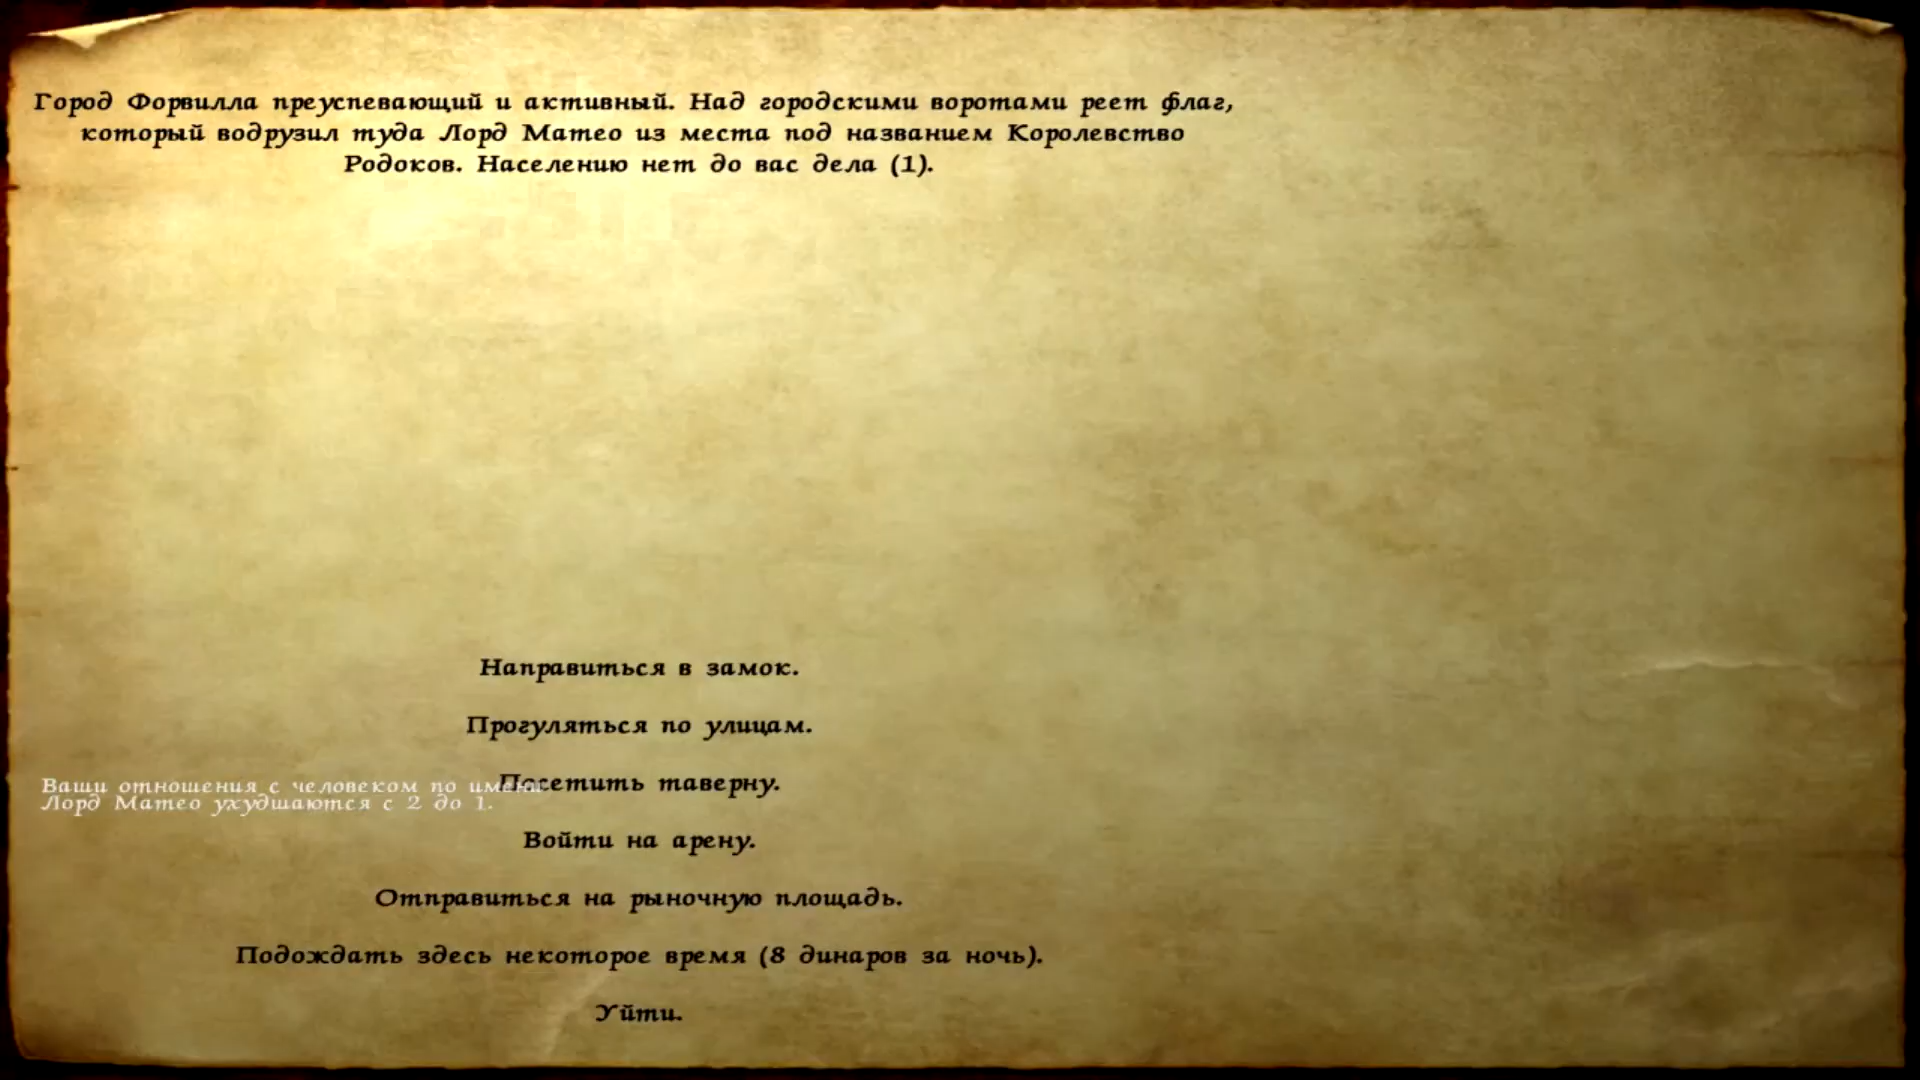 Город Форвилла преуспевающий и активный. Над городскими воротами реет флаг,
который водрузил туда Лорд Матео из места под названием Королевство
Родоков. Населению нет до вас дела (1).
Направиться в замок.
Прогуляться по улицам.
Посетить таверну.
Ваши отношения с человеком по имени
Лорд Матео ухудшаются с 2 до 1.
Войти на арену.
Отправиться на рыночную площадь.
Подождать здесь некоторое время (8 динаров за ночь).
Уйти.